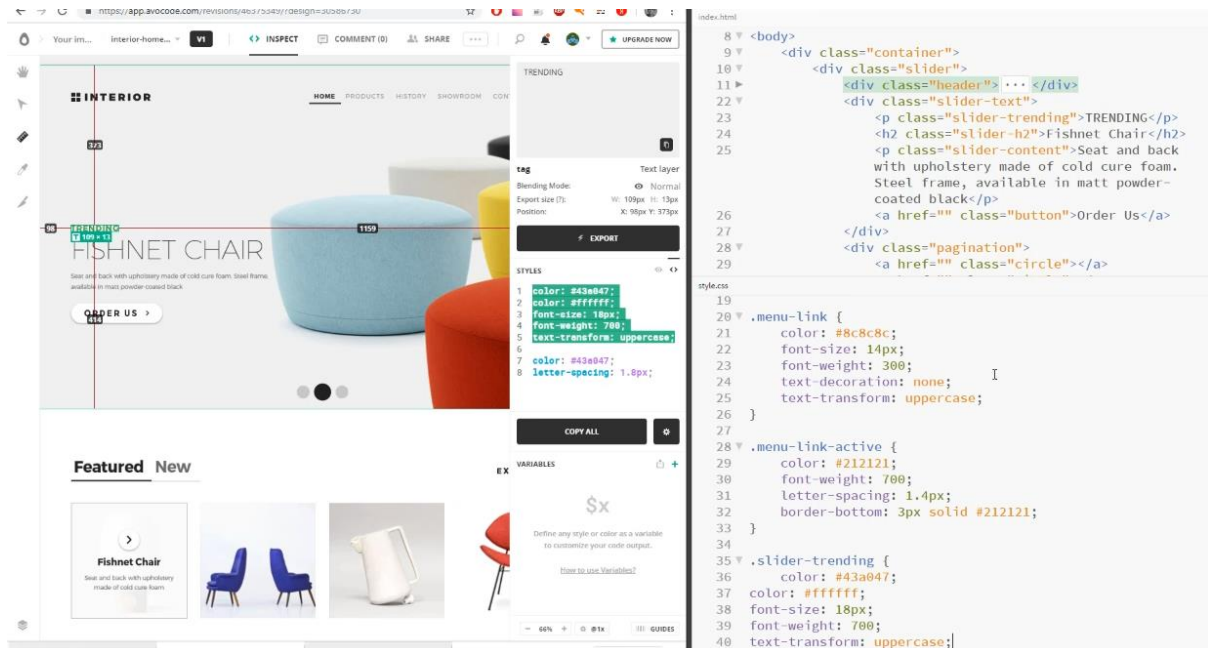 https://app.avocode.com/revisions/46375349/?design=30586730
Your im...
interior-home...
V1
<> INSPECT
COMMENT (0)
SHARE
UPGRADE NOW
INTERIOR
HOME
PRODUCTS
HISTORY
SHOWROOM
CON
373
98
TRENDING
T 109 × 13
1159
FISHNET CHAIR
Seat and back with upholstery made of cold cure foam. Steel frame,
available in matt powder-coated black
ORDER US >
Featured
New
EX
Fishnet Chair
Seat and back with upholstery
made of cold cure foam
TRENDING
tag
Text layer
Blending Mode:
Normal
Export size (?):
W: 109px H: 13px
Position:
X: 98px Y: 373px
EXPORT
STYLES
1 color: #43a047;
2 color: #ffffff;
3 font-size: 18px;
4 font-weight: 700;
5 text-transform: uppercase;
6
7 color: #43a047;
8 letter-spacing: 1.8px;
COPY ALL
VARIABLES
$x
Define any style or color as a variable
to customize your code output.
How to use Variables?
66%
@1x
GUIDES
index.html
8 <body>
9 <div class="container">
10 <div class="slider">
11 <div class="header"> ··· </div>
22 <div class="slider-text">
23 <p class="slider-trending">TRENDING</p>
24 <h2 class="slider-h2">Fishnet Chair</h2>
25 <p class="slider-content">Seat and back
with upholstery made of cold cure foam.
Steel frame, available in matt powder-
coated black</p>
26 <a href="" class="button">Order Us</a>
27 </div>
28 <div class="pagination">
29 <a href="" class="circle"></a>
style.css
19
20 .menu-link {
21 color: #8c8c8c;
22 font-size: 14px;
23 font-weight: 300;
24 text-decoration: none;
25 text-transform: uppercase;
26 }
27
28 .menu-link-active {
29 color: #212121;
30 font-weight: 700;
31 letter-spacing: 1.4px;
32 border-bottom: 3px solid #212121;
33 }
34
35 .slider-trending {
36 color: #43a047;
37 color: #ffffff;
38 font-size: 18px;
39 font-weight: 700;
40 text-transform: uppercase;